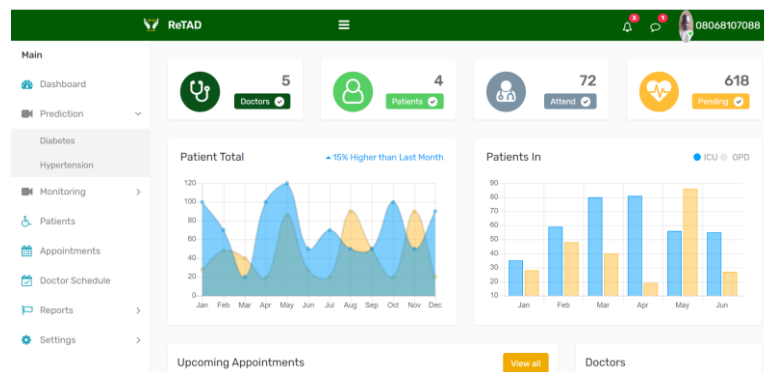 ReTAD
3
1
08068107088
Main
Dashboard
Prediction
Diabetes
Hypertension
Monitoring
Patients
Appointments
Doctor Schedule
Reports
Settings
5
Doctors
4
Patients
72
Attend
618
Pending
Patient Total
15% Higher than Last Month
120
100
80
60
40
20
0
Jan Feb Mar Apr May Jun Jul Aug Sep Oct Nov Dec
Patients In
ICU OPD
90
80
70
60
50
40
30
20
10
Jan Feb Mar Apr May Jun
Upcoming Appointments
View all
Doctors